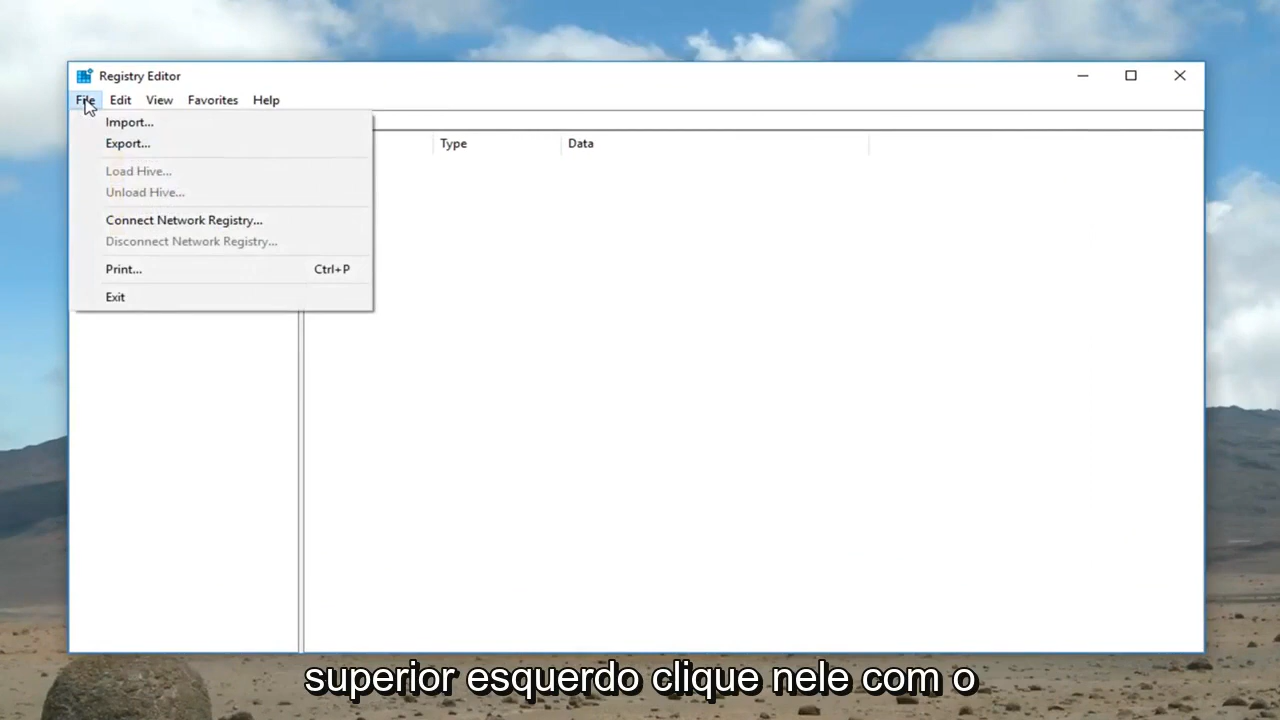 Registry Editor
File Edit View Favorites Help
Import...
Export...
Type Data
Load Hive...
Unload Hive...
Connect Network Registry...
Disconnect Network Registry...
Print... Ctrl+P
Exit
superior esquerdo clique nele com o